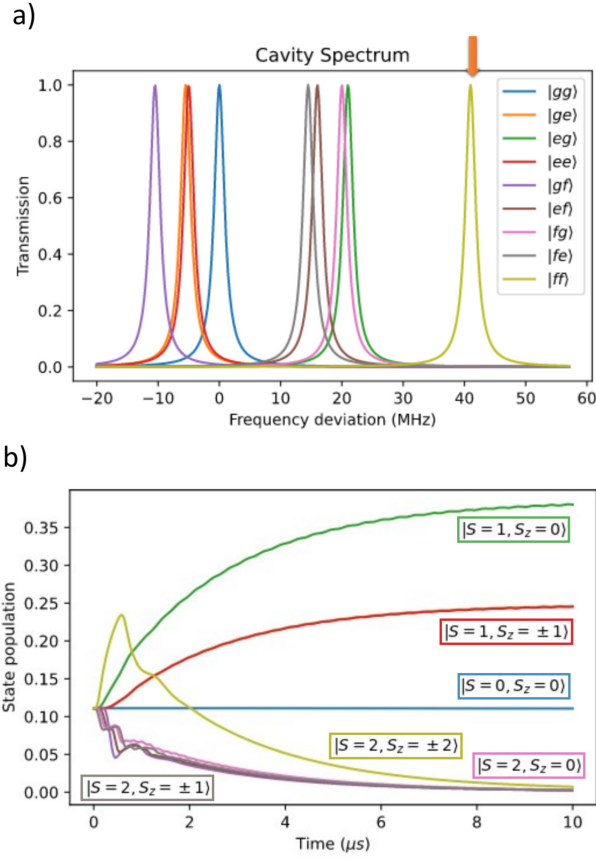 a)
Cavity Spectrum
1.0
0.8
0.6
0.4
0.2
0.0
Transmission
|gg⟩
|ge⟩
|eg⟩
|ee⟩
|gf⟩
|ef⟩
|fg⟩
|fe⟩
|ff⟩
−20 −10 0 10 20 30 40 50 60
Frequency deviation (MHz)
b)
0.35
0.30
0.25
0.20
0.15
0.10
0.05
0.00
State population
|S = 1, S_z = 0⟩
|S = 1, S_z = ±1⟩
|S = 0, S_z = 0⟩
|S = 2, S_z = ±2⟩
|S = 2, S_z = 0⟩
|S = 2, S_z = ±1⟩
0 2 4 6 8 10
Time (μs)